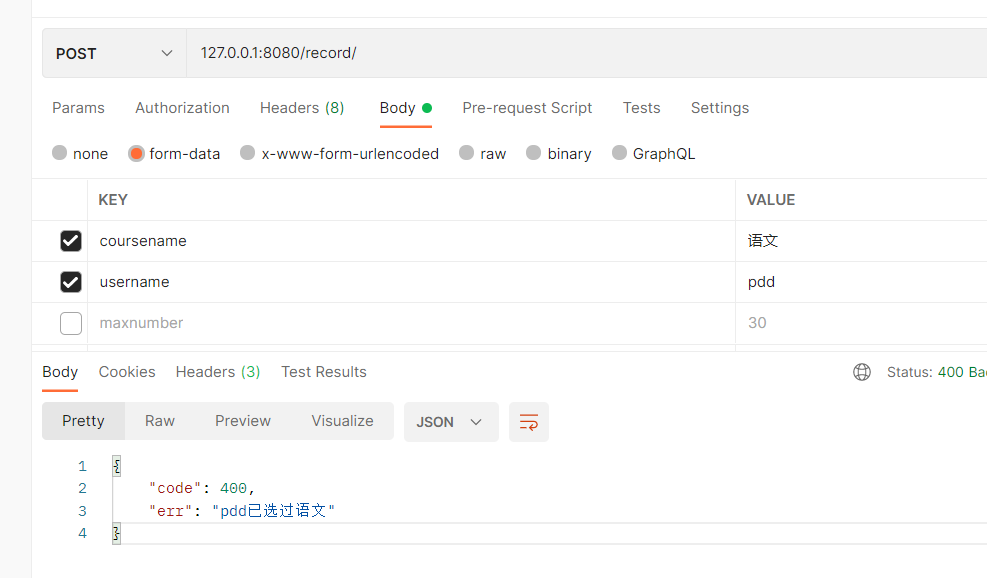 POST 127.0.0.1:8080/record/
Params Authorization Headers (8) Body Pre-request Script Tests Settings
none form-data x-www-form-urlencoded raw binary GraphQL
KEY VALUE
coursename 语文
username pdd
maxnumber 30
Body Cookies Headers (3) Test Results Status: 400 Ba
Pretty Raw Preview Visualize JSON
1 {
2 "code": 400,
3 "err": "pdd已选过语文"
4 }